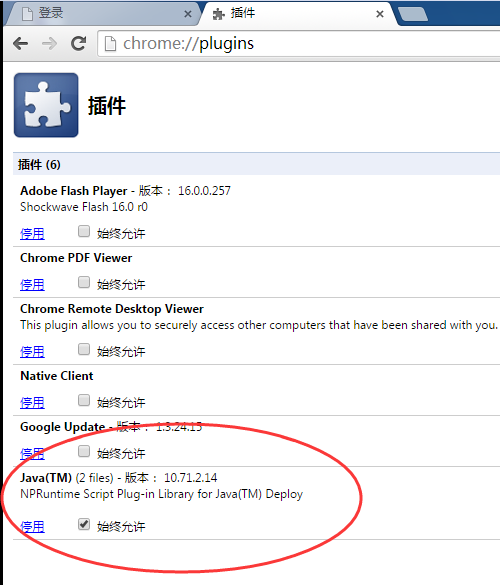 登录
插件
chrome://plugins
插件
插件 (6)
Adobe Flash Player - 版本： 16.0.0.257
Shockwave Flash 16.0 r0
停用 始终允许
Chrome PDF Viewer
停用 始终允许
Chrome Remote Desktop Viewer
This plugin allows you to securely access other computers that have been shared with you.
停用 始终允许
Native Client
停用 始终允许
Google Update - 版本： 1.3.24.15
停用 始终允许
Java(TM) (2 files) - 版本： 10.71.2.14
NPRuntime Script Plug-in Library for Java(TM) Deploy
停用 始终允许